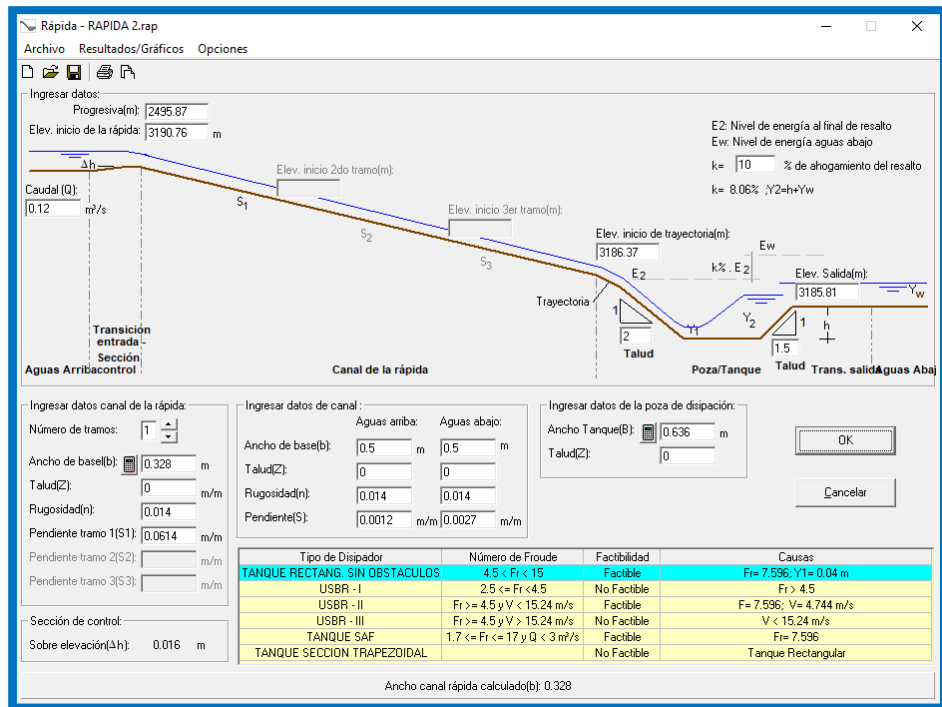 Rápida - RAPIDA 2.rap
Archivo Resultados/Gráficos Opciones
Ingresar datos:
Progresiva(m): 2495.87
Elev. inicio de la rápida: 3190.76 m
E2: Nivel de energía al final de resalto
Ew: Nivel de energía aguas abajo
k= 10 % de ahogamiento del resalto
k= 8.06% ;Y2=h+Yw
Δh
Elev. inicio 2do tramo(m):
Caudal (Q):
0.12 m³/s
S1
Elev. inicio 3er tramo(m):
S2
S3
Elev. inicio de trayectoria(m):
3186.37
Ew
E2
k% . E2
Elev. Salida(m):
3185.81
Yw
Trayectoria
1
2
Talud
Y1
Y2
1
1.5
Talud
h
Transición
entrada -
Sección
Aguas Arribacontrol
Canal de la rápida
Poza/Tanque
Trans. salida
Aguas Abaj
Ingresar datos canal de la rápida:
Número de tramos: 1
Ancho de basel(b): 0.328 m
Talud(Z): 0 m/m
Rugosidad(n): 0.014
Pendiente tramo 1(S1): 0.0614 m/m
Pendiente tramo 2(S2): m/m
Pendiente tramo 3(S3): m/m
Sección de control:
Sobre elevación(Δh): 0.016 m
Ingresar datos de canal :
Aguas arriba: Aguas abajo:
Ancho de base(b): 0.5 m 0.5 m
Talud(Z): 0 0
Rugosidad(n): 0.014 0.014
Pendiente(S): 0.0012 m/m 0.0027 m/m
Ingresar datos de la poza de disipación:
Ancho Tanque(B): 0.636 m
Talud(Z): 0
OK
Cancelar
Tipo de Disipador Número de Froude Factibilidad Causas
TANQUE RECTANG. SIN OBSTACULOS 4.5 < Fr < 15 Factible Fr= 7.596; Y1= 0.04 m
USBR - I 2.5 <= Fr <4.5 No Factible Fr > 4.5
USBR - II Fr >= 4.5 y V < 15.24 m/s Factible F= 7.596; V= 4.744 m/s
USBR - III Fr >= 4.5 y V > 15.24 m/s No Factible V < 15.24 m/s
TANQUE SAF 1.7 <= Fr <= 17 y Q < 3 m³/s Factible Fr= 7.596
TANQUE SECCION TRAPEZOIDAL No Factible Tanque Rectangular
Ancho canal rápida calculado(b): 0.328